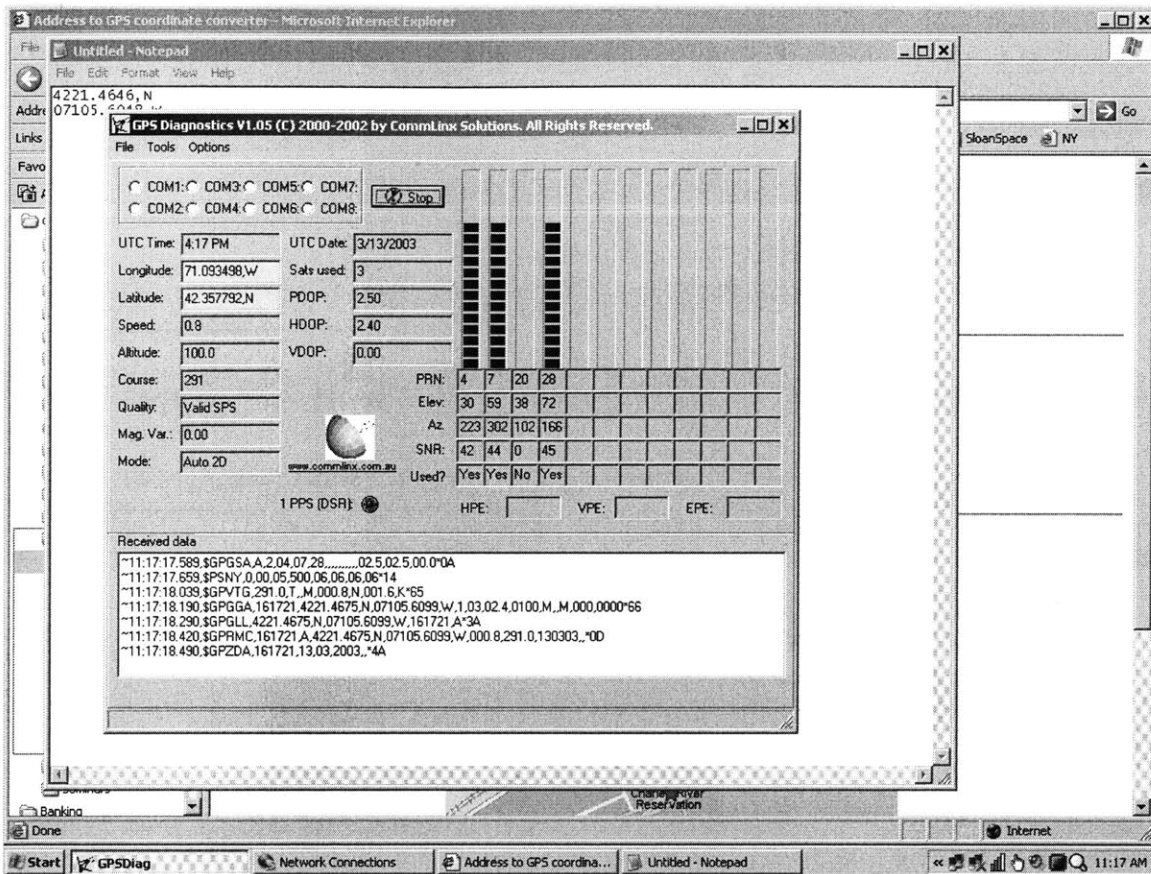 Address to GPS coordinate converter - Microsoft Internet Explorer
File
Untitled - Notepad
File Edit Format View Help
4221.4646,N
07105.6048,W
Addre
Go
Links
SloanSpace NY
Favo
GPS Diagnostics V1.05 (C) 2000-2002 by CommLinx Solutions. All Rights Reserved.
File Tools Options
COM1: COM3: COM5: COM7:
COM2: COM4: COM6: COM8:
Stop
UTC Time: 4:17 PM UTC Date: 3/13/2003
Longitude: 71.093498,W Sats used: 3
Latitude: 42.357792,N PDOP: 2.50
Speed: 0.8 HDOP: 2.40
Altitude: 100.0 VDOP: 0.00
Course: 291
Quality: Valid SPS
Mag. Var.: 0.00
Mode: Auto 2D
www.commlinx.com.au
PRN: 4 7 20 28
Elev: 30 59 38 72
Az 223 302 102 166
SNR: 42 44 0 45
Used? Yes Yes No Yes
1 PPS (DSR):
HPE: VPE: EPE:
Received data
~11:17:17.589,$GPGSA,A,2,04,07,28,,,,,,,,,,02.5,02.5,00.0*0A
~11:17:17.659,$PSNY,0,00,05,500,06,06,06,06*14
~11:17:18.039,$GPVTG,291.0,T,,M,000.8,N,001.6,K*65
~11:17:18.190,$GPGGA,161721,4221.4675,N,07105.6099,W,1,03,02.4,0100,M,,M,000,0000*66
~11:17:18.290,$GPGLL,4221.4675,N,07105.6099,W,161721,A*3A
~11:17:18.420,$GPRMC,161721,A,4221.4675,N,07105.6099,W,000.8,291.0,130303,,*0D
~11:17:18.490,$GPZDA,161721,13,03,2003,,*4A
Banking
Charles River
Reservation
Done
Internet
Start GPSDiag Network Connections Address to GPS coordina... Untitled - Notepad « 11:17 AM